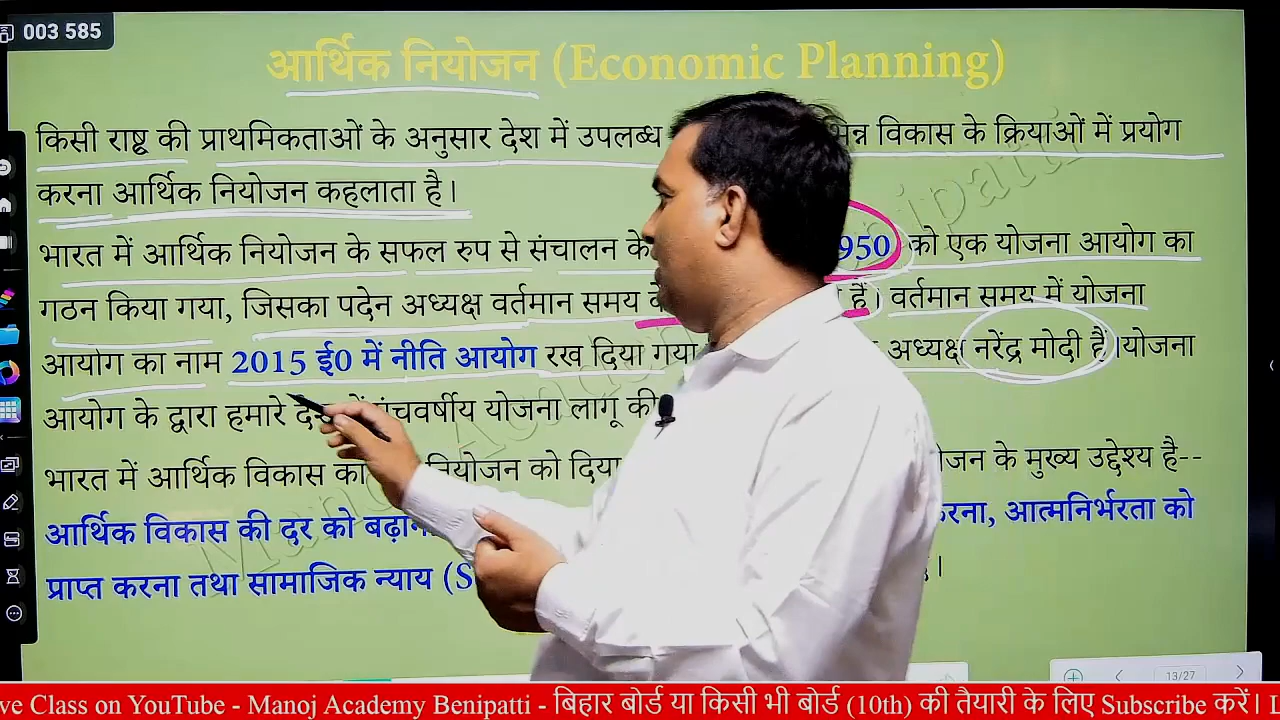 003 585
आर्थिक नियोजन (Economic Planning)
किसी राष्ट्र की प्राथमिकताओं के अनुसार देश में उपलब्ध विकास के क्रियाओं में प्रयोग
करना आर्थिक नियोजन कहलाता है।
भारत में आर्थिक नियोजन के सफल रुप से संचालन के 950 को एक योजना आयोग का
गठन किया गया, जिसका पदेन अध्यक्ष वर्तमान समय हैं। वर्तमान समय में योजना
आयोग का नाम 2015 ई0 में नीति आयोग रख दिया गया अध्यक्ष नरेंद्र मोदी हैं।योजना
आयोग के द्वारा हमारे पंचवर्षीय योजना लागू की
भारत में आर्थिक विकास का नियोजन को दिया के मुख्य उद्देश्य है--
आर्थिक विकास की दर को बढ़ाना आत्मनिर्भरता को
प्राप्त करना तथा सामाजिक न्याय (S
13/27
ve Class on YouTube - Manoj Academy Benipatti - बिहार बोर्ड या किसी भी बोर्ड (10th) की तैयारी के लिए Subscribe करें।